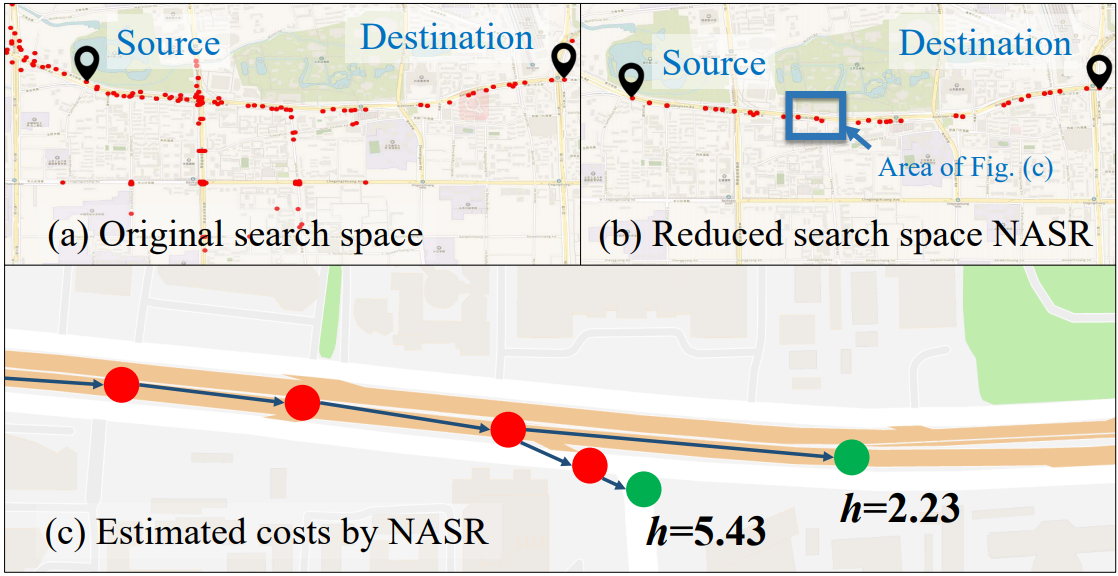 Source
Destination
(a) Original search space
Source
Destination
Area of Fig. (c)
(b) Reduced search space NASR
h=5.43
h=2.23
(c) Estimated costs by NASR